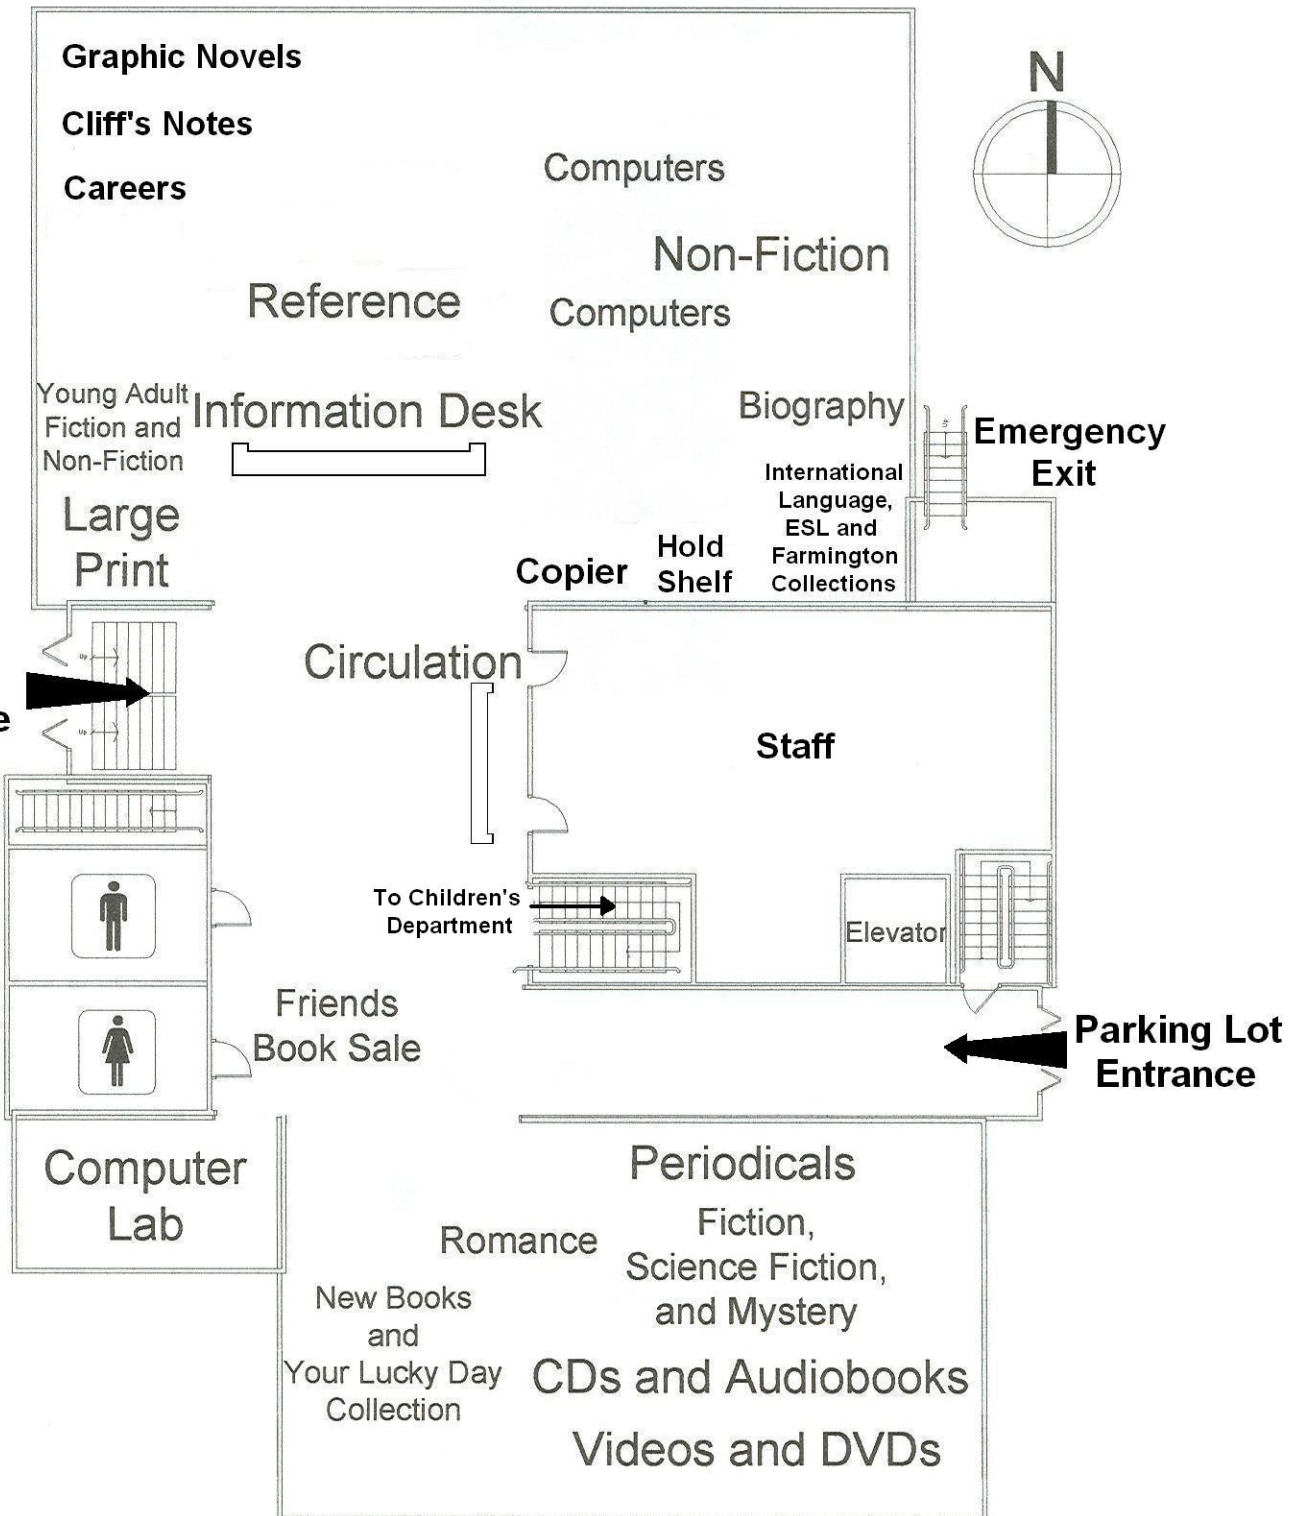 Graphic Novels
N
Cliff's Notes
Computers
Careers
Non-Fiction
Reference
Computers
Young Adult
Fiction and
Non-Fiction
Information Desk
Biography
Emergency
Exit
International
Language,
ESL and
Farmington
Collections
Large
Print
Copier
Hold
Shelf
Circulation
Up
Up
e
Staff
To Children's
Department
Elevator
Friends
Book Sale
Parking Lot
Entrance
Computer
Lab
Periodicals
Romance
Fiction,
Science Fiction,
and Mystery
New Books
and
Your Lucky Day
Collection
CDs and Audiobooks
Videos and DVDs